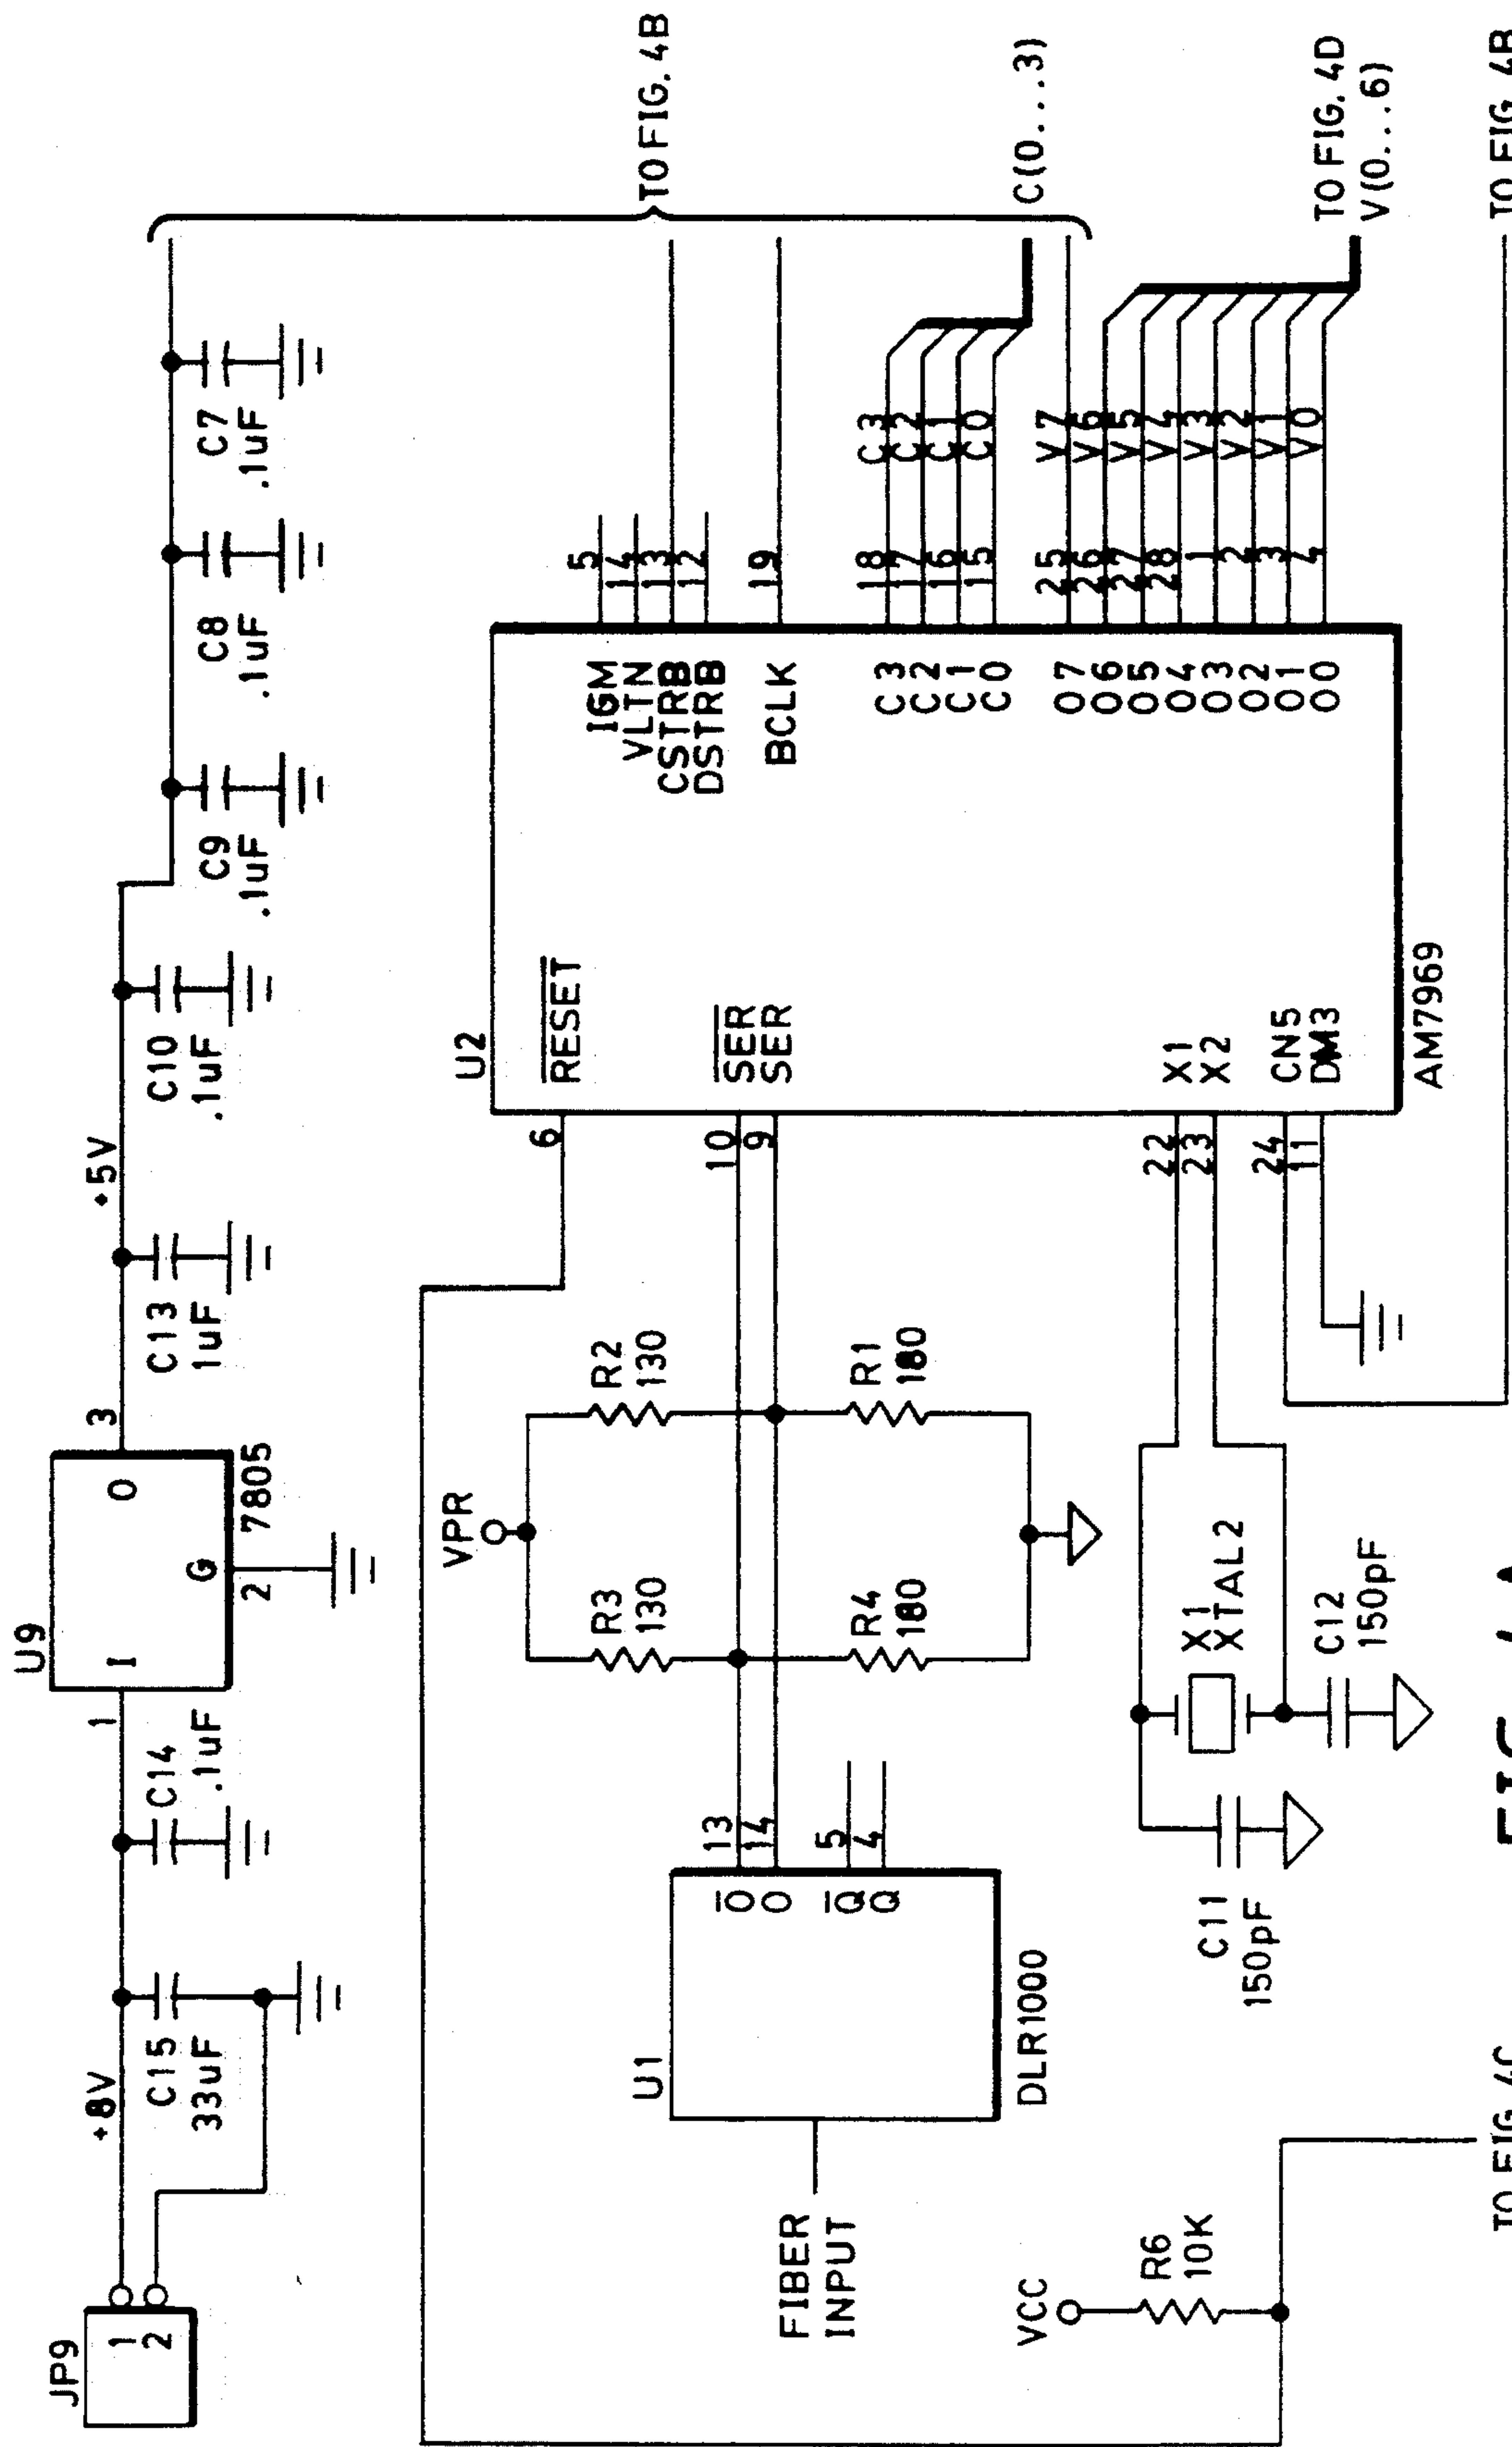 JP9
1
2
+8V
C15
33uF
C14
.1uF
U9
1
I
O
G
2
3
7805
C13
1uF
+5V
C10
.1uF
C9
.1uF
C8
.1uF
C7
.1uF
TO FIG. 4B
FIBER
INPUT
U1
O
O
Q
Q
13
14
5
4
DLR1000
VPR
R3
130
R2
130
R4
180
R1
180
U2
6
RESET
10
SER
9
SER
22
X1
23
X2
24
CN5
11
DM3
AM7969
IGM
5
VLTN
14
CSTRB
13
DSTRB
12
BCLK
19
C3
18
C3
C2
17
C2
C1
16
C1
C0
15
C0
C(0...3)
O7
25
V7
O6
26
V6
O5
27
V5
O4
28
V4
O3
1
V3
O2
2
V2
O1
3
V1
O0
4
V0
TO FIG. 4D
V(0...6)
X1
XTAL2
C11
150pF
C12
150pF
VCC
R6
10K
TO FIG. 4C
TO FIG. 4B